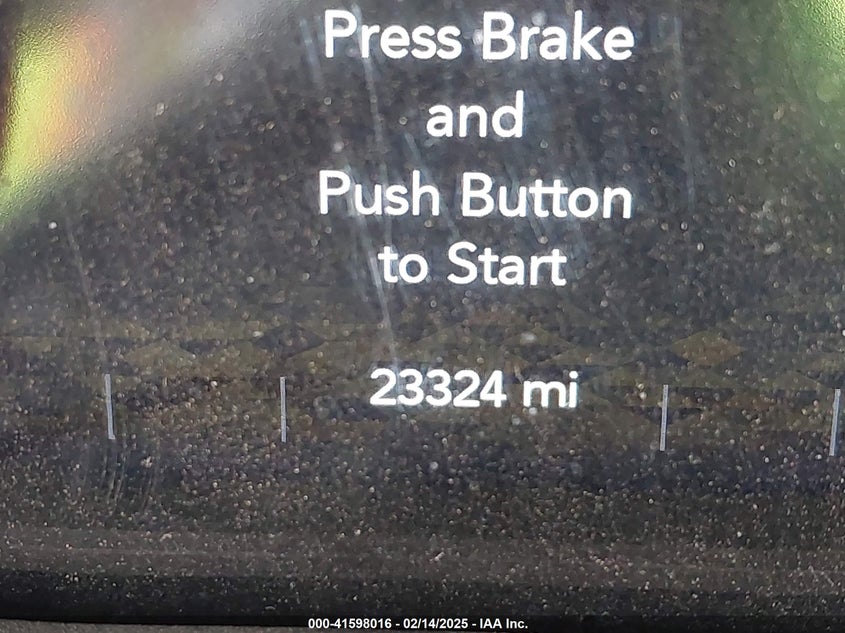 Press Brake
and
Push Button
to Start
23324 mi
000-41598016 - 02/14/2025 - IAA Inc.